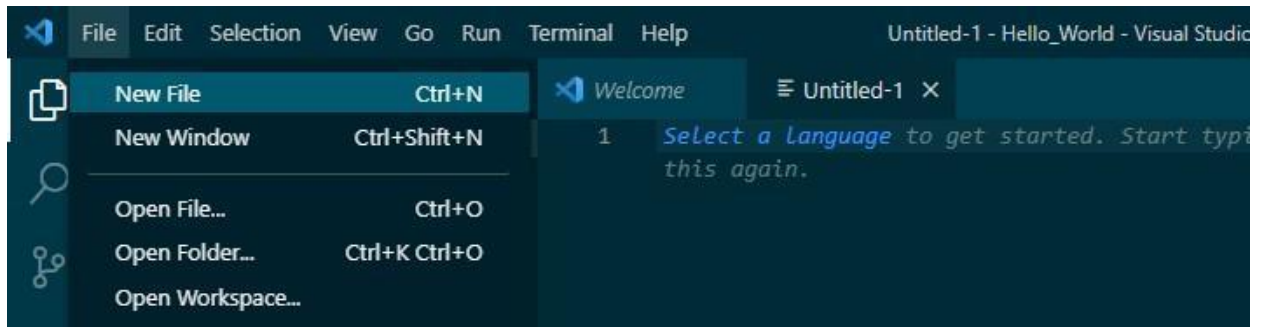 File Edit Selection View Go Run Terminal Help Untitled-1 - Hello_World - Visual Studio
New File Ctrl+N
New Window Ctrl+Shift+N
Open File... Ctrl+O
Open Folder... Ctrl+K Ctrl+O
Open Workspace...
Welcome Untitled-1
1 Select a language to get started. Start typi
this again.